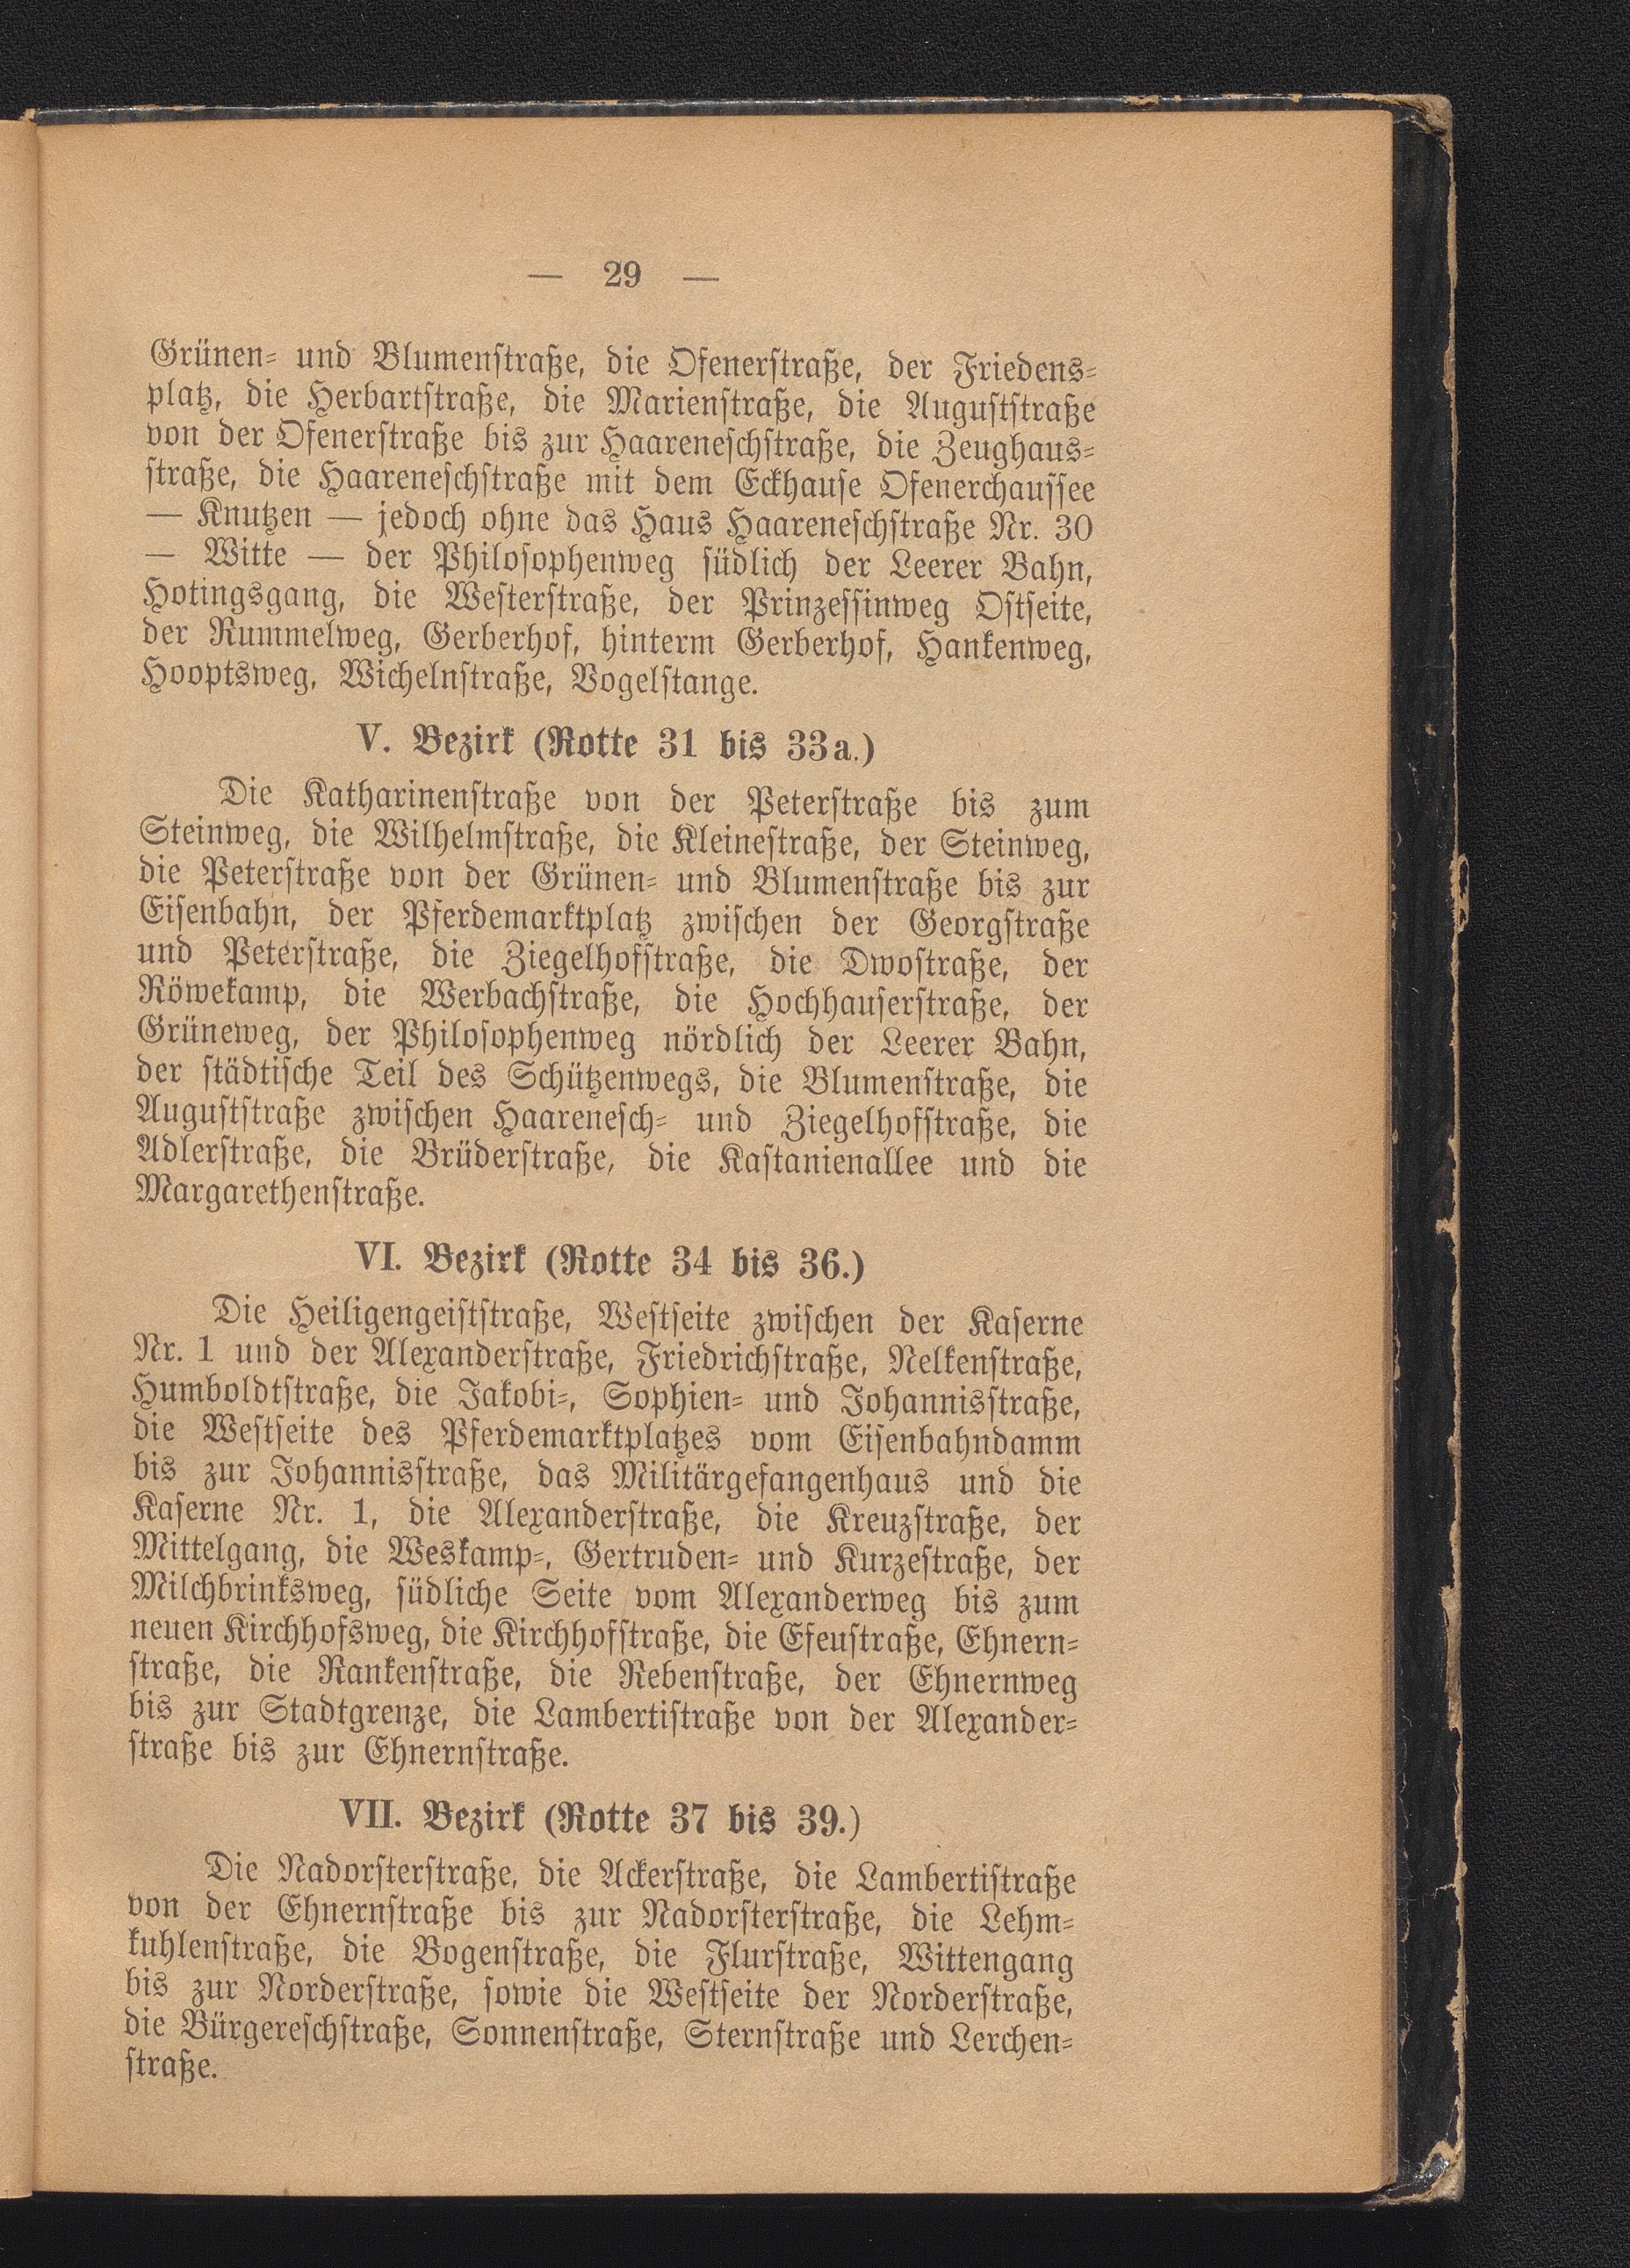 — 29 —
Grünen- und Blumenstraße, die Ofenerstraße, der Friedens-
platz, die Herbartstraße, die Marienstraße, die Auguststraße
von der Ofenerstraße bis zur Haareneschstraße, die Zeughaus-
straße, die Haareneschstraße mit dem Eckhause Ofenerchaussee
— Knutzen — jedoch ohne das Haus Haareneschstraße Nr. 30
— Witte — der Philosophenweg südlich der Leerer Bahn,
Hotingsgang, die Westerstraße, der Prinzessinweg Ostseite,
der Rummelweg, Gerberhof, hinterm Gerberhof, Hankenweg,
Hooptsweg, Wichelnstraße, Vogelstange.
V. Bezirk (Rotte 31 bis 33a.)
Die Katharinenstraße von der Peterstraße bis zum
Steinweg, die Wilhelmstraße, die Kleinestraße, der Steinweg,
die Peterstraße von der Grünen- und Blumenstraße bis zur
Eisenbahn, der Pferdemarktplatz zwischen der Georgstraße
und Peterstraße, die Ziegelhofstraße, die Dwostraße, der
Röwekamp, die Werbachstraße, die Hochhauserstraße, der
Grüneweg, der Philosophenweg nördlich der Leerer Bahn,
der städtische Teil des Schützenwegs, die Blumenstraße, die
Auguststraße zwischen Haarenesch- und Ziegelhofstraße, die
Adlerstraße, die Brüderstraße, die Kastanienallee und die
Margarethenstraße.
VI. Bezirk (Rotte 34 bis 36.)
Die Heiligengeiststraße, Westseite zwischen der Kaserne
Nr. 1 und der Alexanderstraße, Friedrichstraße, Nelkenstraße,
Humboldtstraße, die Jakobi-, Sophien- und Johannisstraße,
die Westseite des Pferdemarktplatzes vom Eisenbahndamm
bis zur Johannisstraße, das Militärgefangenhaus und die
Kaserne Nr. 1, die Alexanderstraße, die Kreuzstraße, der
Mittelgang, die Weskamp-, Gertruden- und Kurzestraße, der
Milchbrinksweg, südliche Seite vom Alexanderweg bis zum
neuen Kirchhofsweg, die Kirchhofstraße, die Efeustraße, Ehnern-
straße, die Rankenstraße, die Rebenstraße, der Ehnernweg
bis zur Stadtgrenze, die Lambertistraße von der Alexander-
straße bis zur Ehnernstraße.
VII. Bezirk (Rotte 37 bis 39.)
Die Nadorsterstraße, die Ackerstraße, die Lambertistraße
von der Ehnernstraße bis zur Nadorsterstraße, die Lehm-
kuhlenstraße, die Bogenstraße, die Flurstraße, Wittengang
bis zur Norderstraße, sowie die Westseite der Norderstraße,
die Bürgereschstraße, Sonnenstraße, Sternstraße und Lerchen-
straße.